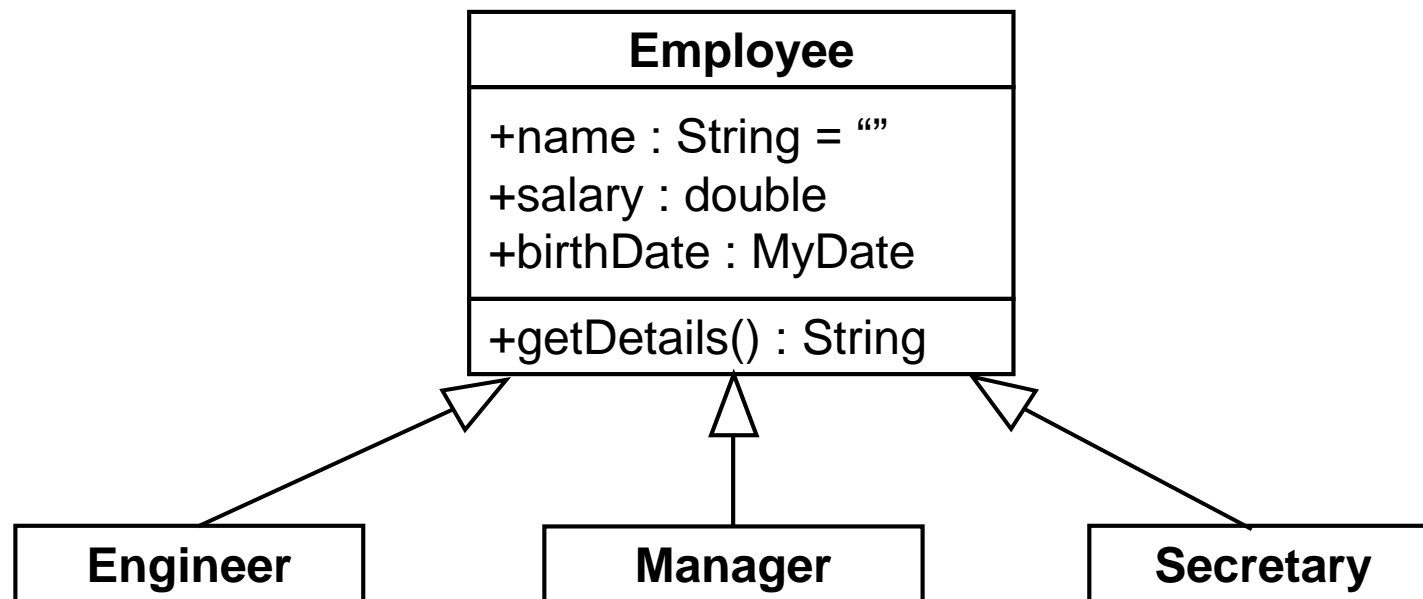 Employee
+name : String = “”
+salary : double
+birthDate : MyDate
+getDetails() : String
Engineer
Manager
Secretary